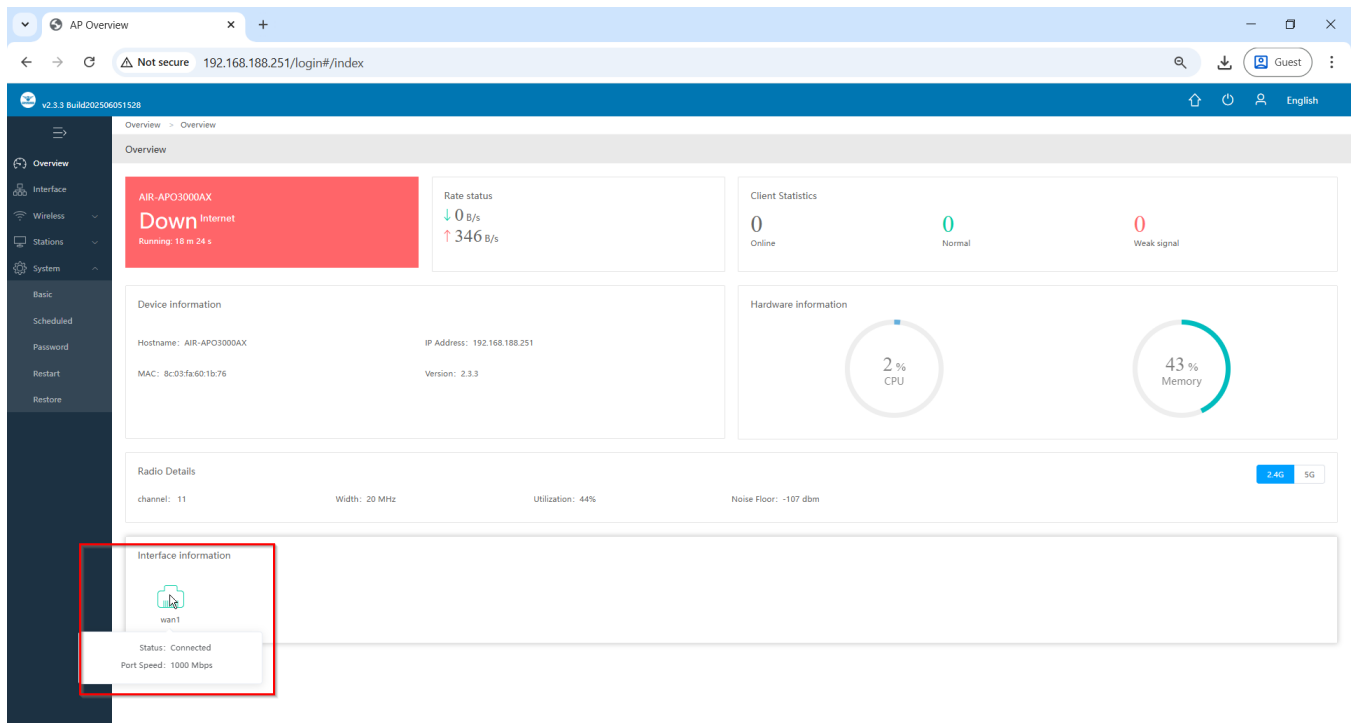 AP Overview
Not secure 192.168.188.251/login#/index
Guest
v2.3.3 Build202506051528
English
Overview > Overview
Overview
Overview
Interface
Wireless
Stations
System
Basic
Scheduled
Password
Restart
Restore
AIR-APO3000AX
Down Internet
Running: 18 m 24 s
Rate status
↓ 0 B/s
↑ 346 B/s
Client Statistics
0 0 0
Online Normal Weak signal
Device information
Hostname: AIR-APO3000AX IP Address: 192.168.188.251
MAC: 8c:03:fa:60:1b:76 Version: 2.3.3
Hardware information
2 %
CPU
43 %
Memory
Radio Details
2.4G 5G
channel: 11 Width: 20 MHz Utilization: 44% Noise Floor: -107 dbm
Interface information
wan1
Status: Connected
Port Speed: 1000 Mbps